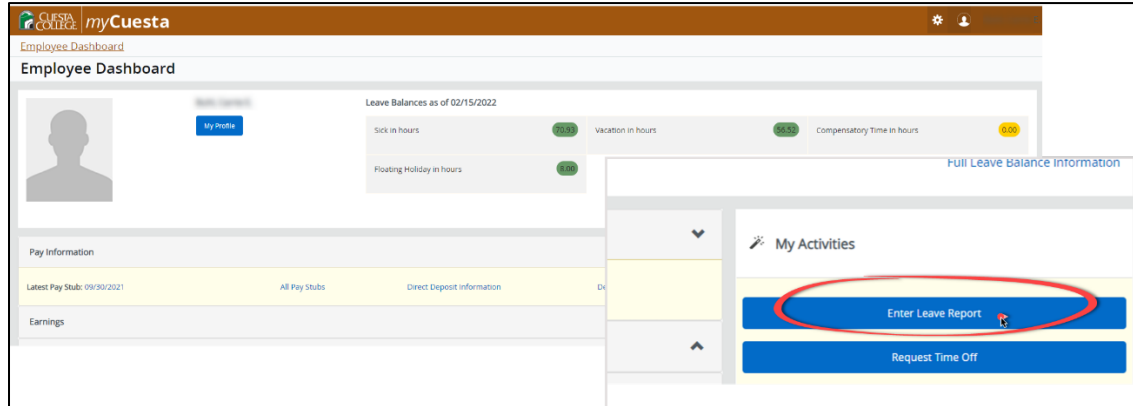 CUESTA COLLEGE myCuesta
Employee Dashboard
Employee Dashboard
My Profile
Leave Balances as of 02/15/2022
Sick in hours 70.93 Vacation in hours 56.52 Compensatory Time in hours 0.00
Floating Holiday in hours 8.00
Full Leave Balance Information
Pay Information
Latest Pay Stub: 09/30/2021 All Pay Stubs Direct Deposit Information De
Earnings
My Activities
Enter Leave Report
Request Time Off